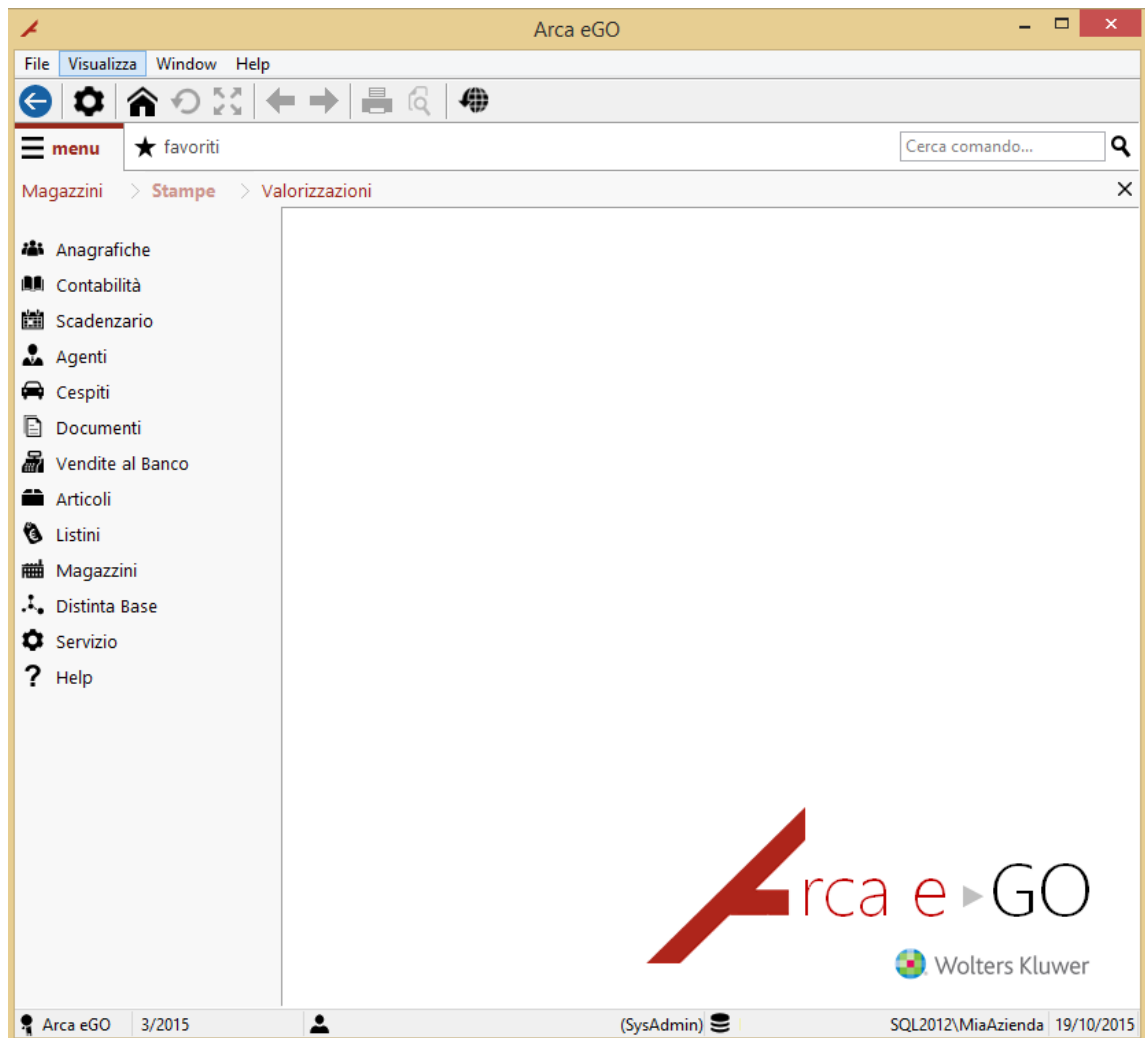 Arca eGO
File Visualizza Window Help
menu favoriti Cerca comando...
Magazzini > Stampe > Valorizzazioni
Anagrafiche
Contabilità
Scadenzario
Agenti
Cespiti
Documenti
Vendite al Banco
Articoli
Listini
Magazzini
Distinta Base
Servizio
? Help
Arca e GO
Wolters Kluwer
Arca eGO 3/2015 (SysAdmin) SQL2012\MiaAzienda 19/10/2015